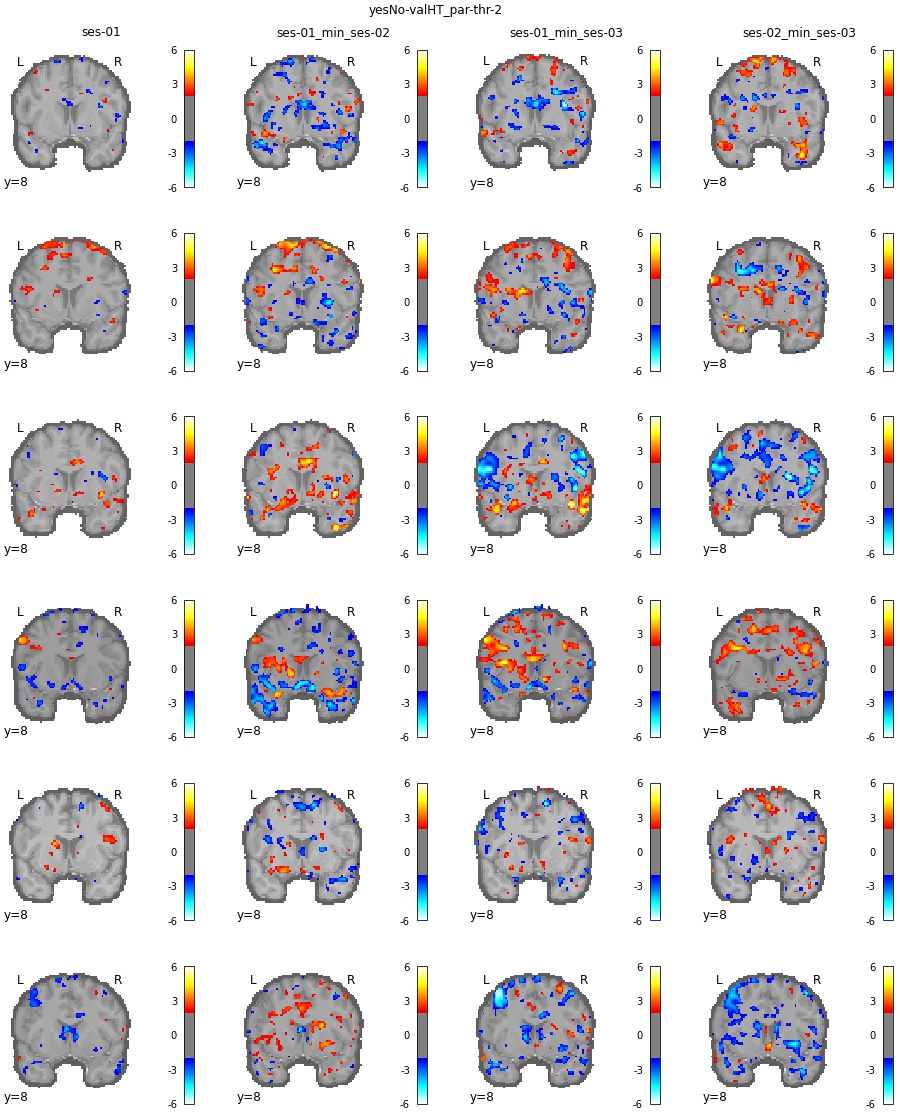 yesNo-valHT_par-thr-2
ses-01 ses-01_min_ses-02 ses-01_min_ses-03 ses-02_min_ses-03
L R 6 3 0 -3 -6 L R 6 3 0 -3 -6 L R 6 3 0 -3 -6 L R 6 3 0 -3 -6
y=8 y=8 y=8 y=8
L R 6 3 0 -3 -6 L R 6 3 0 -3 -6 L R 6 3 0 -3 -6 L R 6 3 0 -3 -6
y=8 y=8 y=8 y=8
L R 6 3 0 -3 -6 L R 6 3 0 -3 -6 L R 6 3 0 -3 -6 L R 6 3 0 -3 -6
y=8 y=8 y=8 y=8
L R 6 3 0 -3 -6 L R 6 3 0 -3 -6 L R 6 3 0 -3 -6 L R 6 3 0 -3 -6
y=8 y=8 y=8 y=8
L R 6 3 0 -3 -6 L R 6 3 0 -3 -6 L R 6 3 0 -3 -6 L R 6 3 0 -3 -6
y=8 y=8 y=8 y=8
L R 6 3 0 -3 -6 L R 6 3 0 -3 -6 L R 6 3 0 -3 -6 L R 6 3 0 -3 -6
y=8 y=8 y=8 y=8